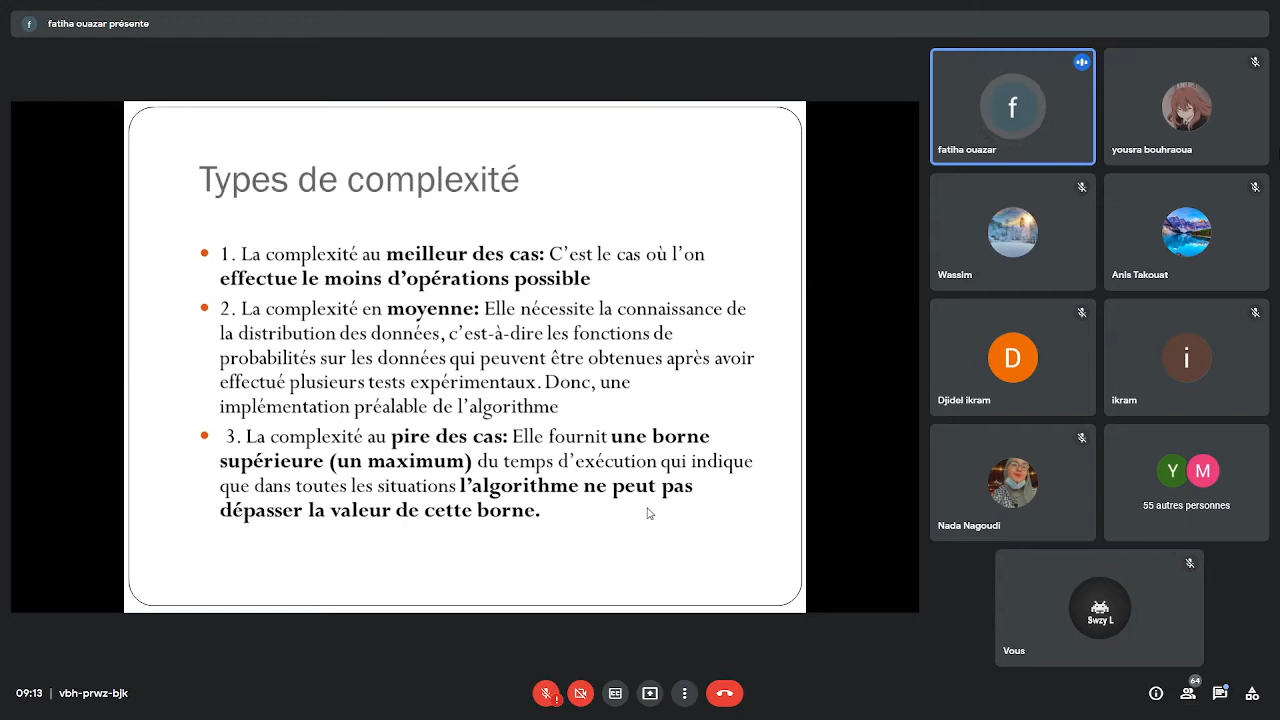 f fatiha ouazar présente
Types de complexité
1. La complexité au meilleur des cas: C'est le cas où l'on
effectue le moins d'opérations possible
2. La complexité en moyenne: Elle nécessite la connaissance de
la distribution des données, c'est-à-dire les fonctions de
probabilités sur les données qui peuvent être obtenues après avoir
effectué plusieurs tests expérimentaux. Donc, une
implémentation préalable de l'algorithme
3. La complexité au pire des cas: Elle fournit une borne
supérieure (un maximum) du temps d'exécution qui indique
que dans toutes les situations l'algorithme ne peut pas
dépasser la valeur de cette borne.
f
fatiha ouazar
yousra bouhraoua
Wassim
Anis Takouat
D
Djidel ikram
i
ikram
Nada Nagoudi
Y M
55 autres personnes
Swzy L
Vous
09:13 | vbh-prwz-bjk
64